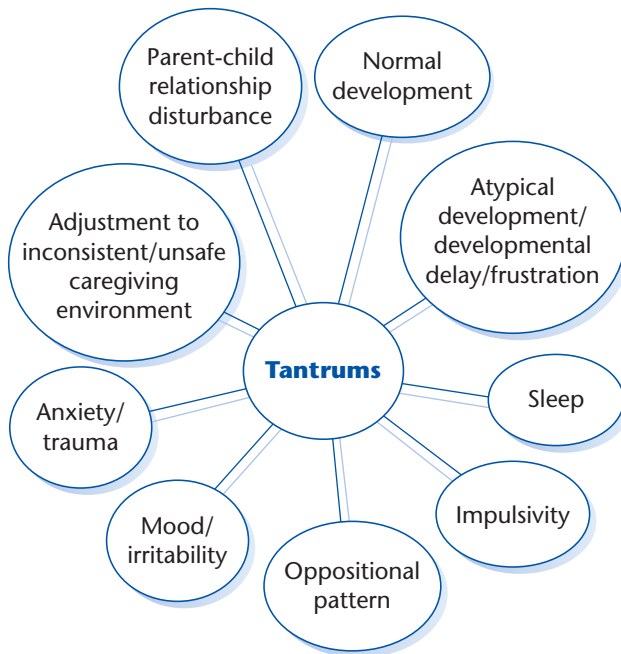 Parent-child
relationship
disturbance
Normal
development
Atypical
development/
developmental
delay/frustration
Adjustment to
inconsistent/unsafe
caregiving
environment
Tantrums
Sleep
Anxiety/
trauma
Impulsivity
Mood/
irritability
Oppositional
pattern